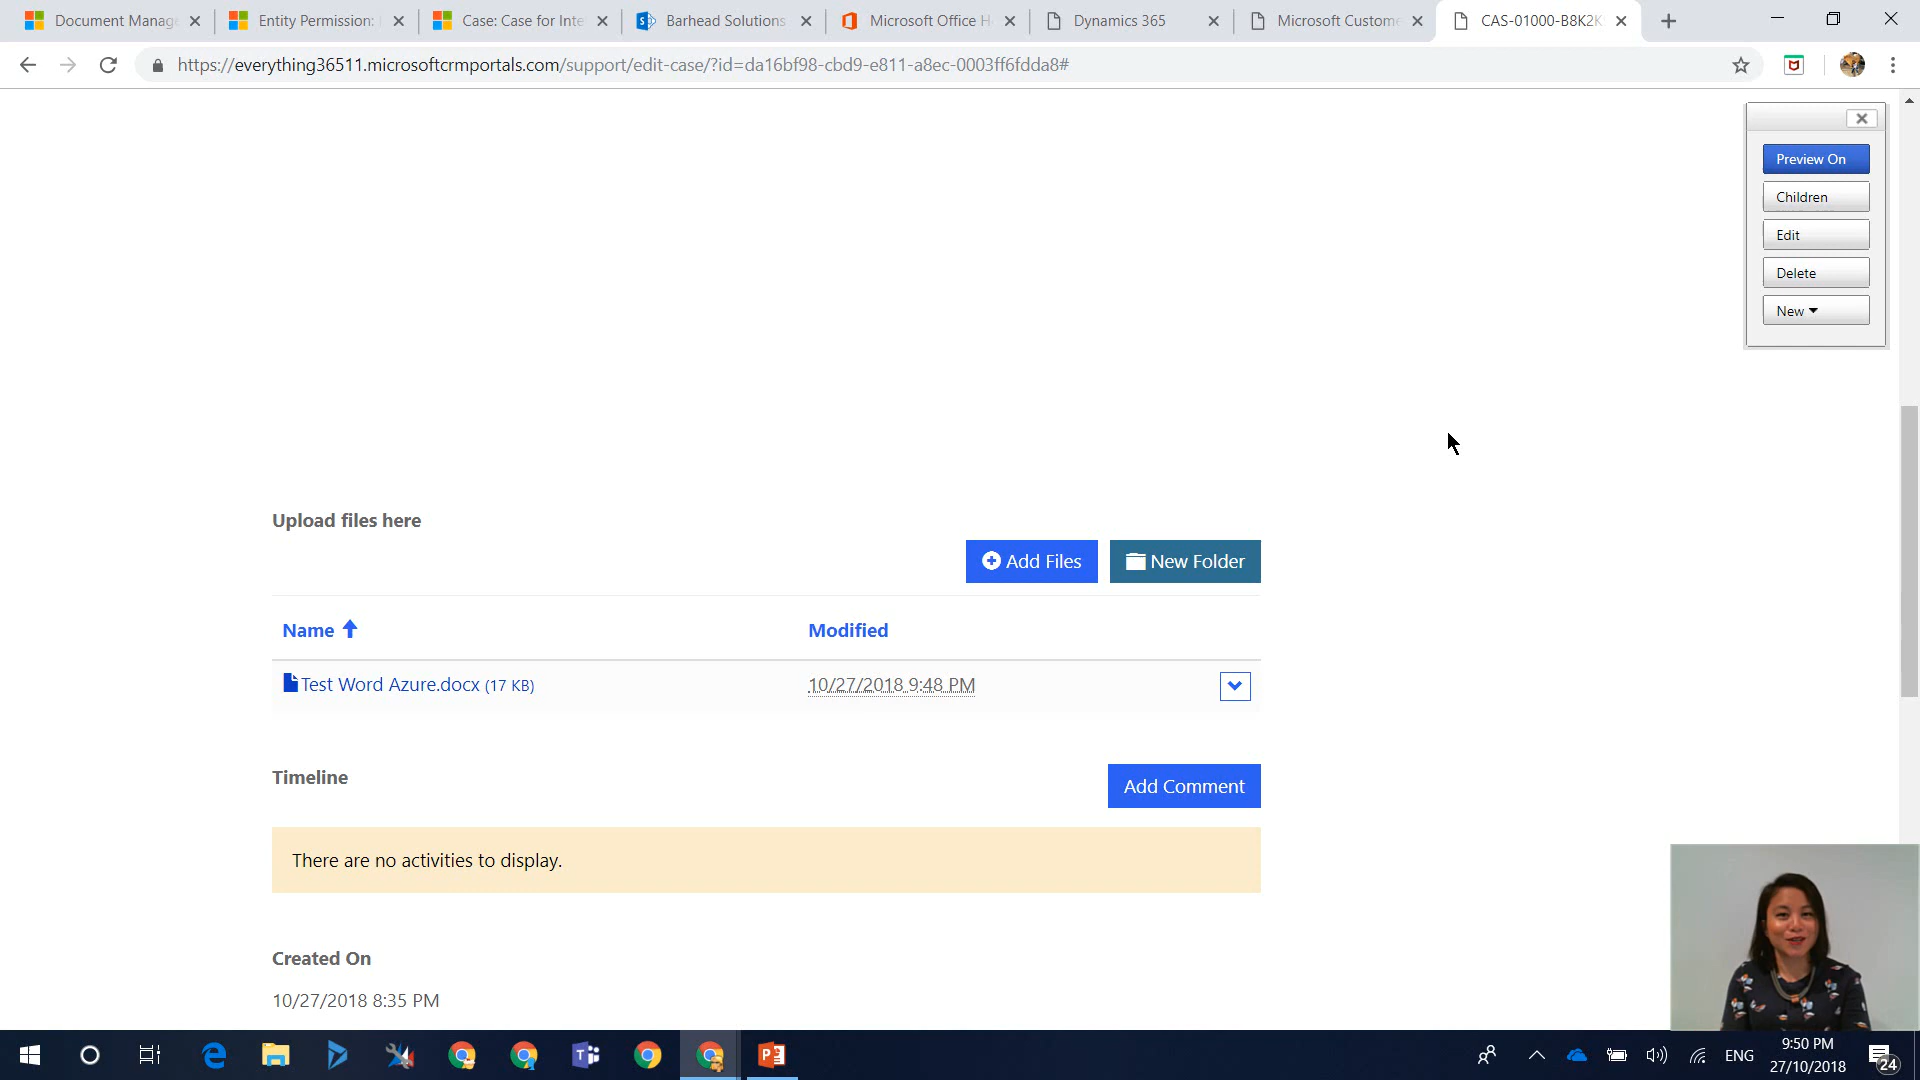 Document Manage
Entity Permission:
Case: Case for Inte
Barhead Solutions
Microsoft Office H
Dynamics 365
Microsoft Custome
CAS-01000-B8K2K
https://everything36511.microsoftcrmportals.com/support/edit-case/?id=da16bf98-cbd9-e811-a8ec-0003ff6fdda8#
Preview On
Children
Edit
Delete
New
Upload files here
Add Files
New Folder
Name
Modified
Test Word Azure.docx (17 KB)
10/27/2018 9:48 PM
Timeline
Add Comment
There are no activities to display.
Created On
10/27/2018 8:35 PM
ENG
9:50 PM
27/10/2018
24